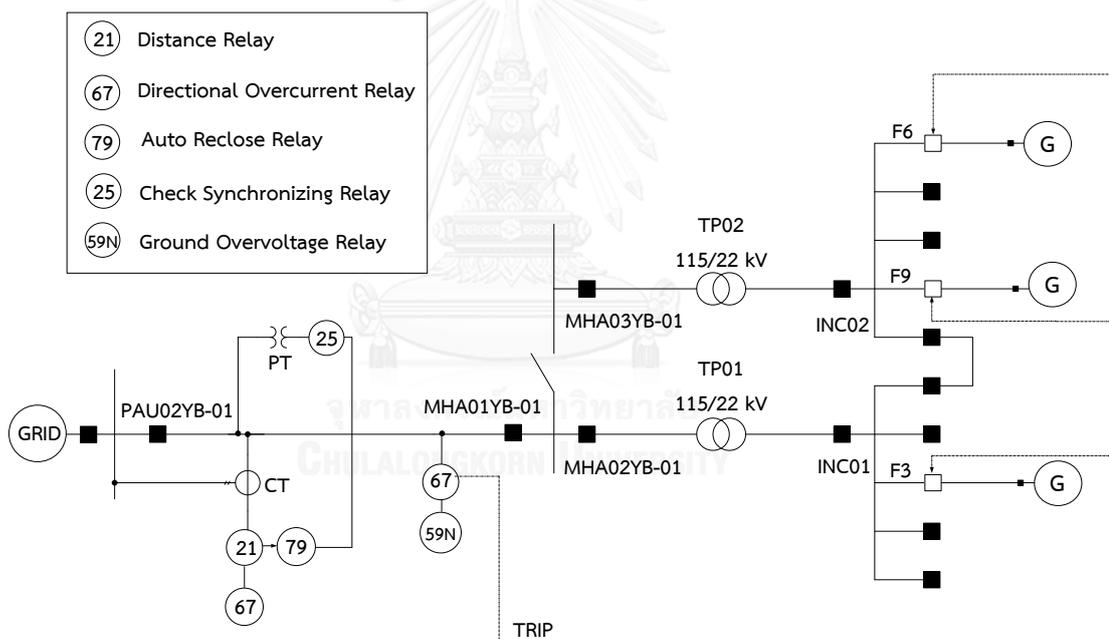 21 Distance Relay
67 Directional Overcurrent Relay
79 Auto Reclose Relay
25 Check Synchronizing Relay
59N Ground Overvoltage Relay
F6
G
TP02
115/22 kV
F9
G
MHA03YB-01
INC02
25
PT
TP01
PAU02YB-01
MHA01YB-01
115/22 kV
GRID
MHA02YB-01
INC01
CHULALONGKORN UNIVERSITY
F3
G
CT
67
59N
21
79
67
TRIP